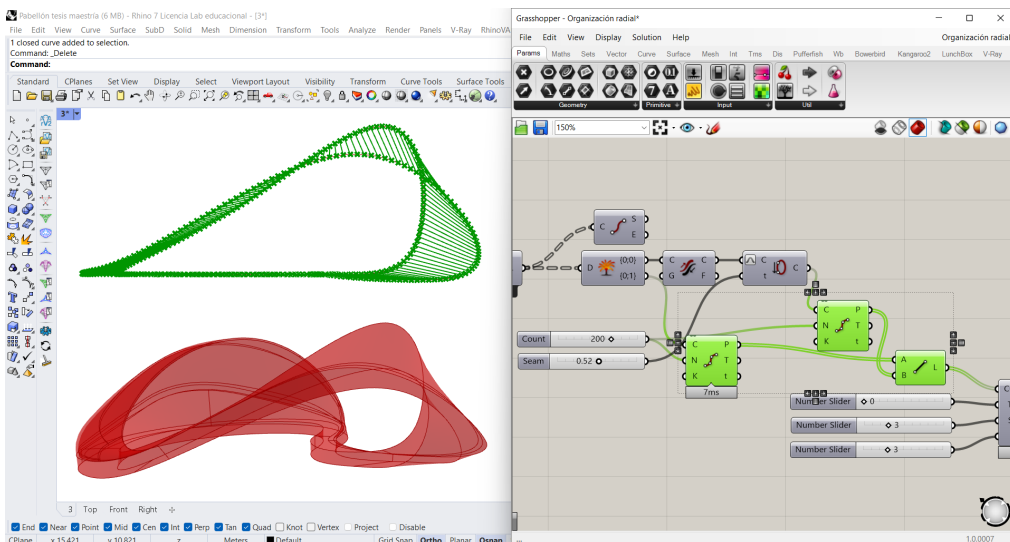 Pabellón tesis maestría (6 MB) - Rhino 7 Licencia Lab educacional - [3*]
File Edit View Curve Surface SubD Solid Mesh Dimension Transform Tools Analyze Render Panels V-Ray RhinoVA
1 closed curve added to selection.
Command: _Delete
Command:
Standard CPlanes Set View Display Select Viewport Layout Visibility Transform Curve Tools Surface Tools
3*
3 Top Front Right
End Near Point Mid Cen Int Perp Tan Quad Knot Vertex Project Disable
CPlane x 15.421 y 10.821 z Meters Default Grid Snap Ortho Planar Osnap
Grasshopper - Organización radial*
File Edit View Display Solution Help Organización radial
Params Maths Sets Vector Curve Surface Mesh Int Trns Dis Pufferfish Wb Bowerbird Kangaroo2 LunchBox V-Ray
Geometry Primitive Input Util
150%
C S
E
D {0;0}
{0;1}
C C
G F
C C
t
C P
N T
K t
Count 200
Seam 0.52
C P
N T
K t
7ms
A L
B
Number Slider 0
Number Slider 3
Number Slider 3
C
1.0.0007